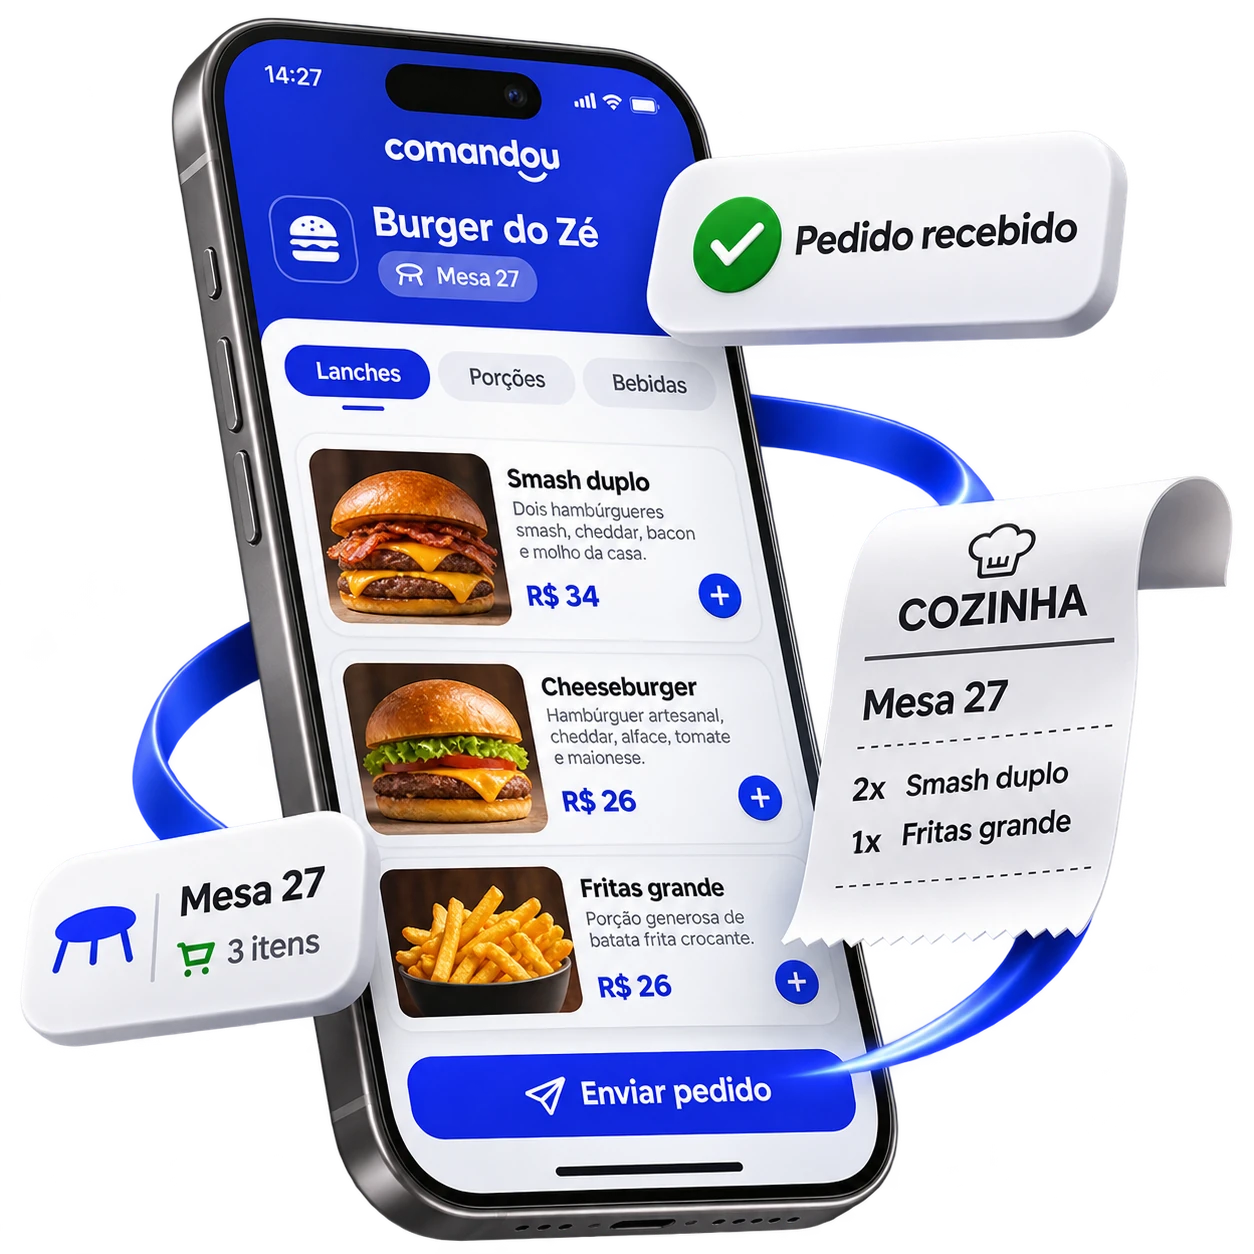 14:27
comandou
Burger do Zé
Mesa 27
Pedido recebido
Lanches
Porções
Bebidas
Smash duplo
Dois hambúrgueres
smash, cheddar, bacon
e molho da casa.
R$ 34
Cheeseburger
Hambúrguer artesanal,
cheddar, alface, tomate
e maionese.
R$ 26
Fritas grande
Porção generosa de
batata frita crocante.
R$ 26
Enviar pedido
COZINHA
Mesa 27
2x Smash duplo
1x Fritas grande
Mesa 27
3 itens